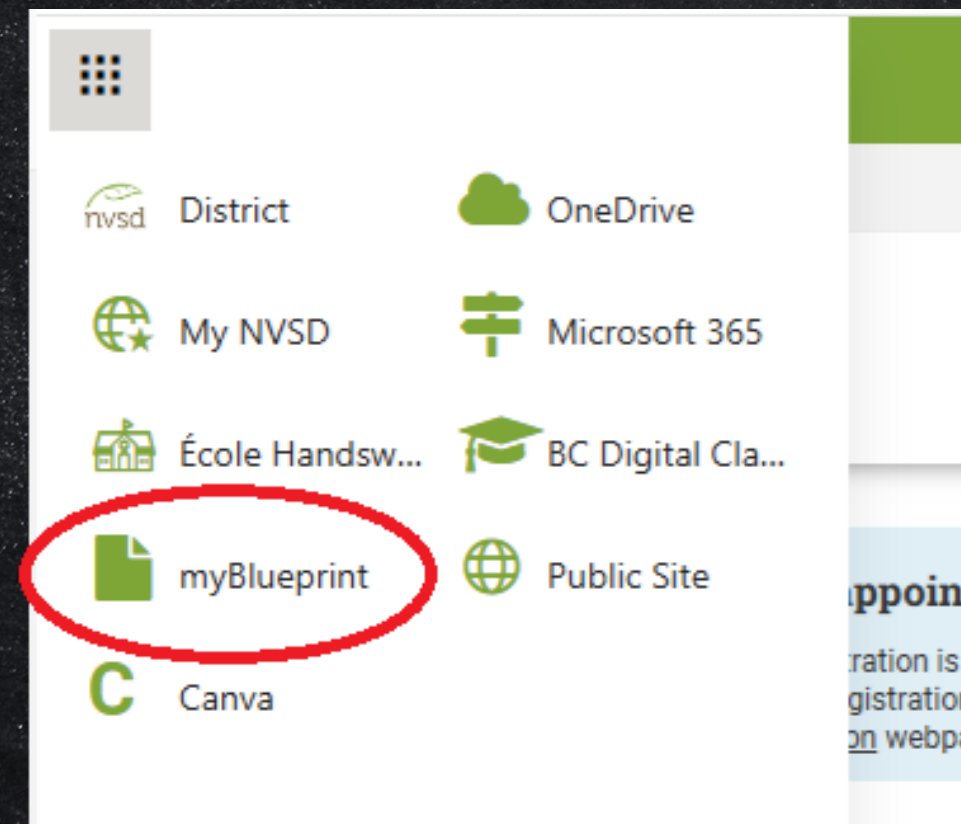 nvsd District
OneDrive
My NVSD
Microsoft 365
École Handsw...
BC Digital Cla...
myBlueprint
Public Site
C Canva
ppoin
ration is
gistration
on webpa